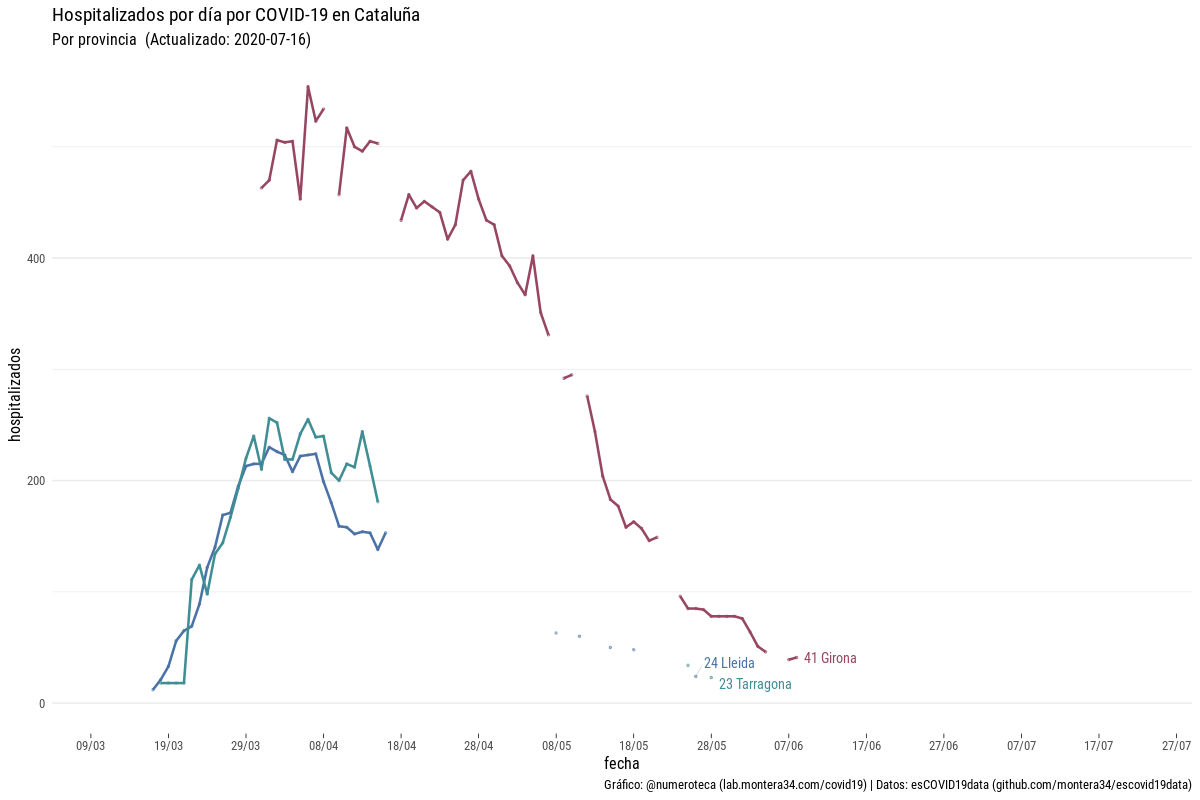 Hospitalizados por día por COVID-19 en Cataluña
Por provincia  (Actualizado: 2020-07-16)
hospitalizados
400
200
0
41 Girona
24 Lleida
23 Tarragona
09/03 19/03 29/03 08/04 18/04 28/04 08/05 18/05 28/05 07/06 17/06 27/06 07/07 17/07 27/07
fecha
Gráfico: @numeroteca (lab.montera34.com/covid19) | Datos: esCOVID19data (github.com/montera34/escovid19data)